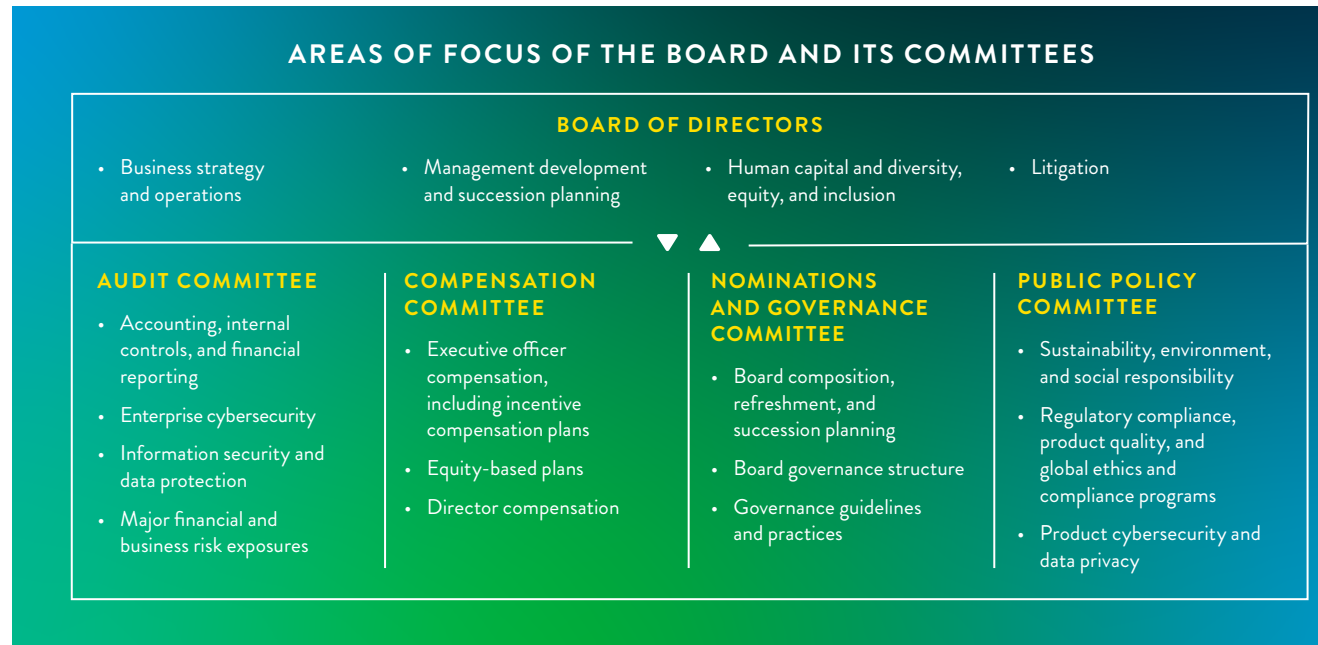 AREAS OF FOCUS OF THE BOARD AND ITS COMMITTEES
BOARD OF DIRECTORS
• Business strategy
and operations
• Management development
and succession planning
• Human capital and diversity,
equity, and inclusion
• Litigation
AUDIT COMMITTEE
• Accounting, internal
controls, and financial
reporting
• Enterprise cybersecurity
• Information security and
data protection
• Major financial and
business risk exposures
COMPENSATION
COMMITTEE
• Executive officer
compensation,
including incentive
compensation plans
• Equity-based plans
• Director compensation
NOMINATIONS
AND GOVERNANCE
COMMITTEE
• Board composition,
refreshment, and
succession planning
• Board governance structure
• Governance guidelines
and practices
PUBLIC POLICY
COMMITTEE
• Sustainability, environment,
and social responsibility
• Regulatory compliance,
product quality, and
global ethics and
compliance programs
• Product cybersecurity and
data privacy